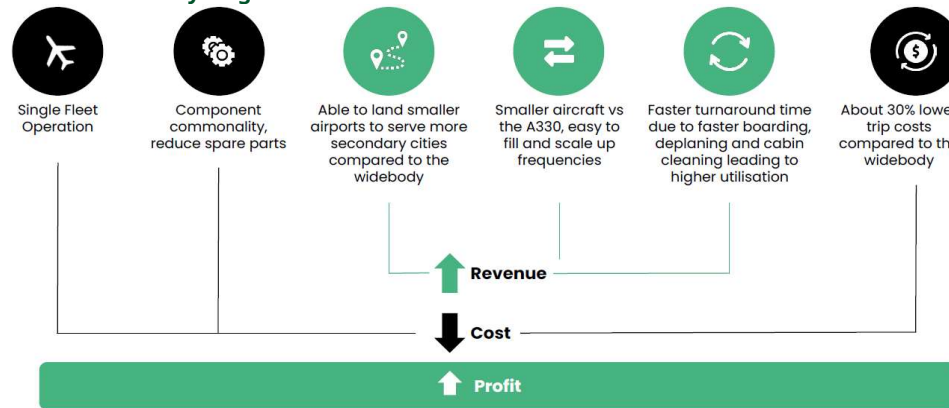 Single Fleet
Operation
Component
commonality,
reduce spare parts
Able to land smaller
airports to serve more
secondary cities
compared to the
widebody
Smaller aircraft vs
the A330, easy to
fill and scale up
frequencies
Faster turnaround time
due to faster boarding,
deplaning and cabin
cleaning leading to
higher utilisation
$
About 30% lowe
trip costs
compared to th
widebody
Revenue
Cost
Profit